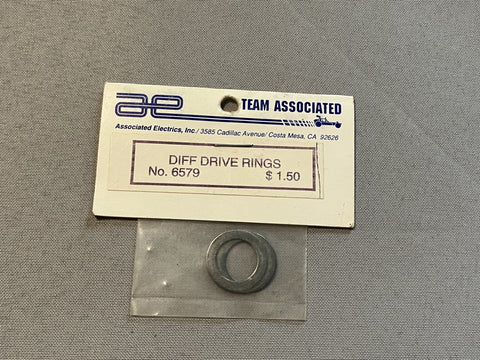 ae TEAM ASSOCIATED
Associated Electrics, Inc./ 3585 Cadillac Avenue/ Costa Mesa, CA 92626
DIFF DRIVE RINGS
No. 6579 $ 1.50